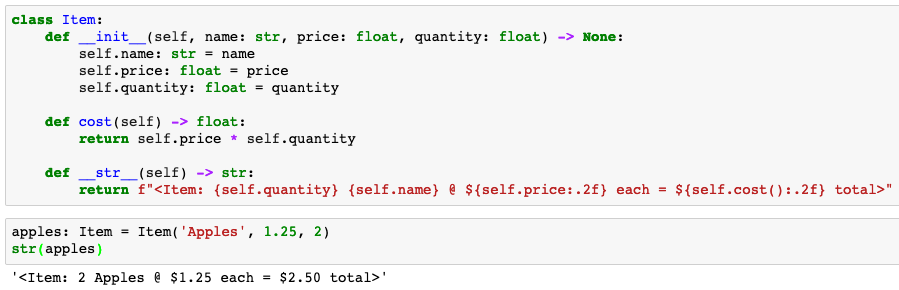 class Item:
    def __init__(self, name: str, price: float, quantity: float) -> None:
        self.name: str = name
        self.price: float = price
        self.quantity: float = quantity

    def cost(self) -> float:
        return self.price * self.quantity

    def __str__(self) -> str:
        return f"<Item: {self.quantity} {self.name} @ ${self.price:.2f} each = ${self.cost():.2f} total>"

apples: Item = Item('Apples', 1.25, 2)
str(apples)

'<Item: 2 Apples @ $1.25 each = $2.50 total>'